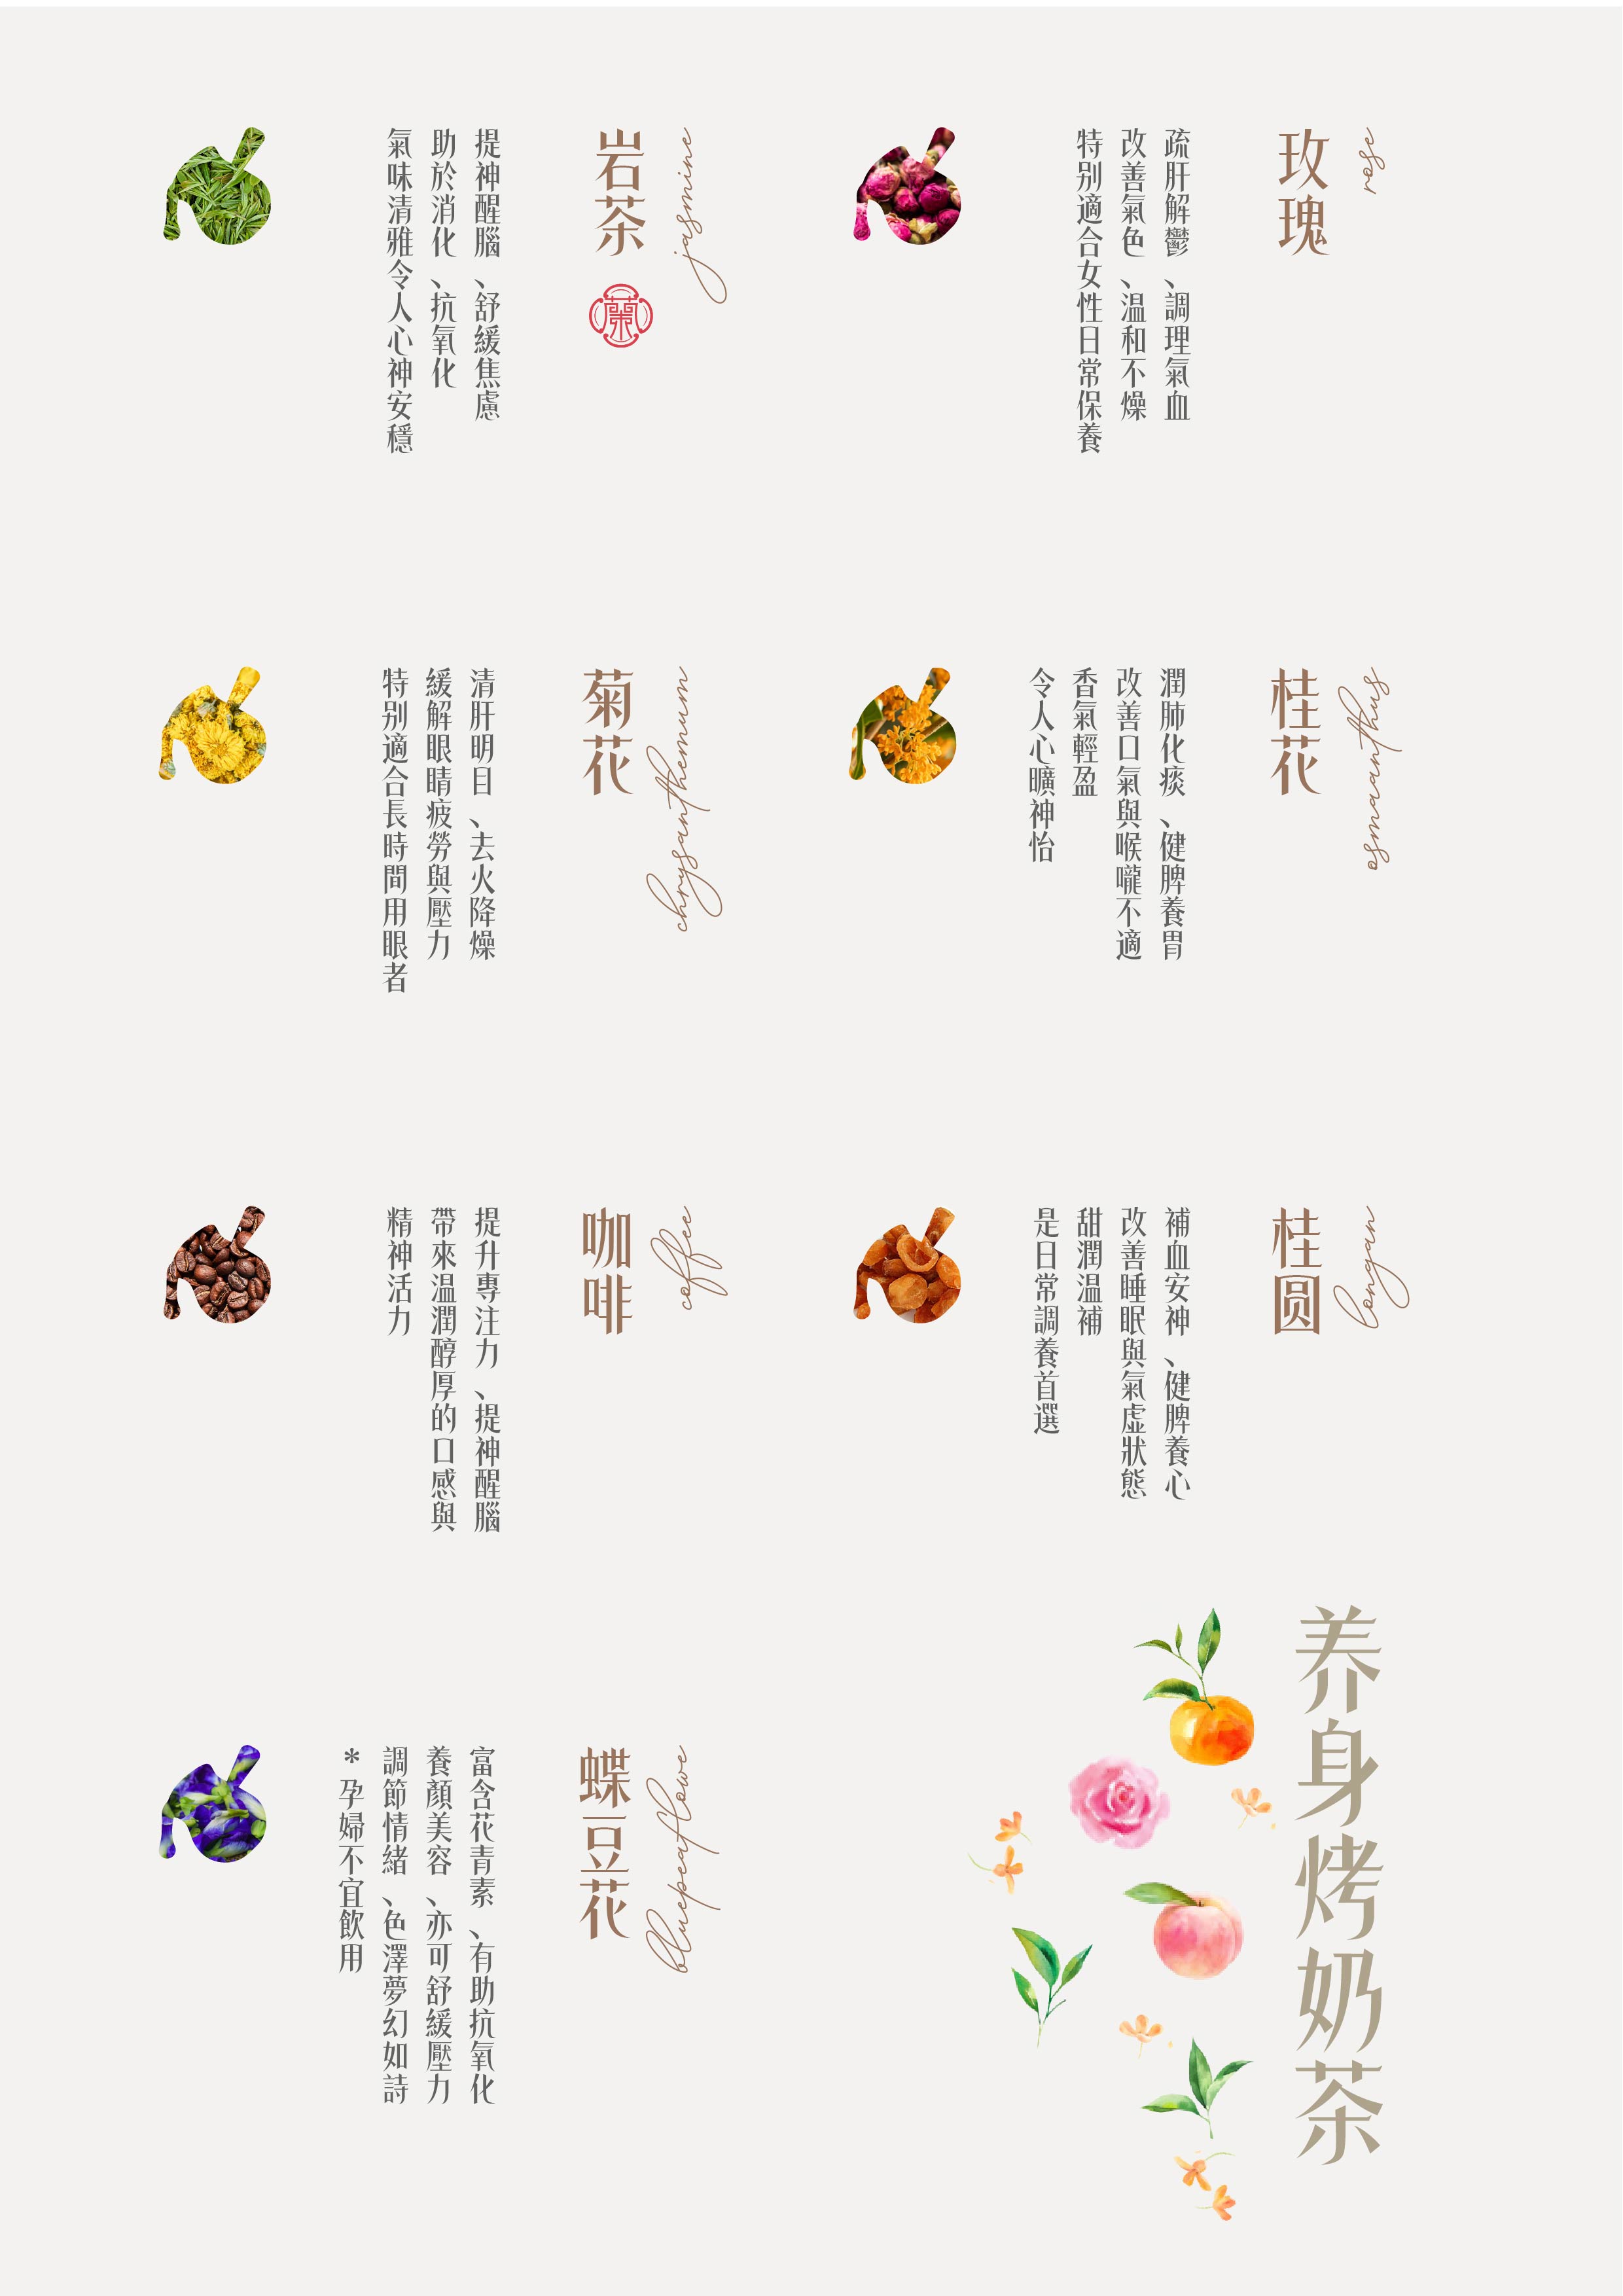 玫瑰
rose
疏肝解鬱、調理氣血
改善氣色、溫和不燥
特别適合女性日常保養
岩茶
jasmine
提神醒腦、舒緩焦慮
助於消化、抗氧化
氣味清雅令人心神安穩
桂花
osmaanthus
潤肺化痰、健脾養胃
改善口氣與喉嚨不適
香氣輕盈
令人心曠神怡
菊花
chrysanthemum
清肝明目、去火降燥
緩解眼睛疲勞與壓力
特别適合長時間用眼者
桂圆
longan
補血安神、健脾養心
改善睡眠與氣虛狀態
甜潤溫補
是日常調養首選
咖啡
coffee
提升專注力、提神醒腦
帶來溫潤醇厚的口感與
精神活力
养身烤奶茶
蝶豆花
bluepeaflowe
富含花青素、有助抗氧化
養顏美容、亦可舒緩壓力
調節情緒、色澤夢幻如詩
*孕婦不宜飲用